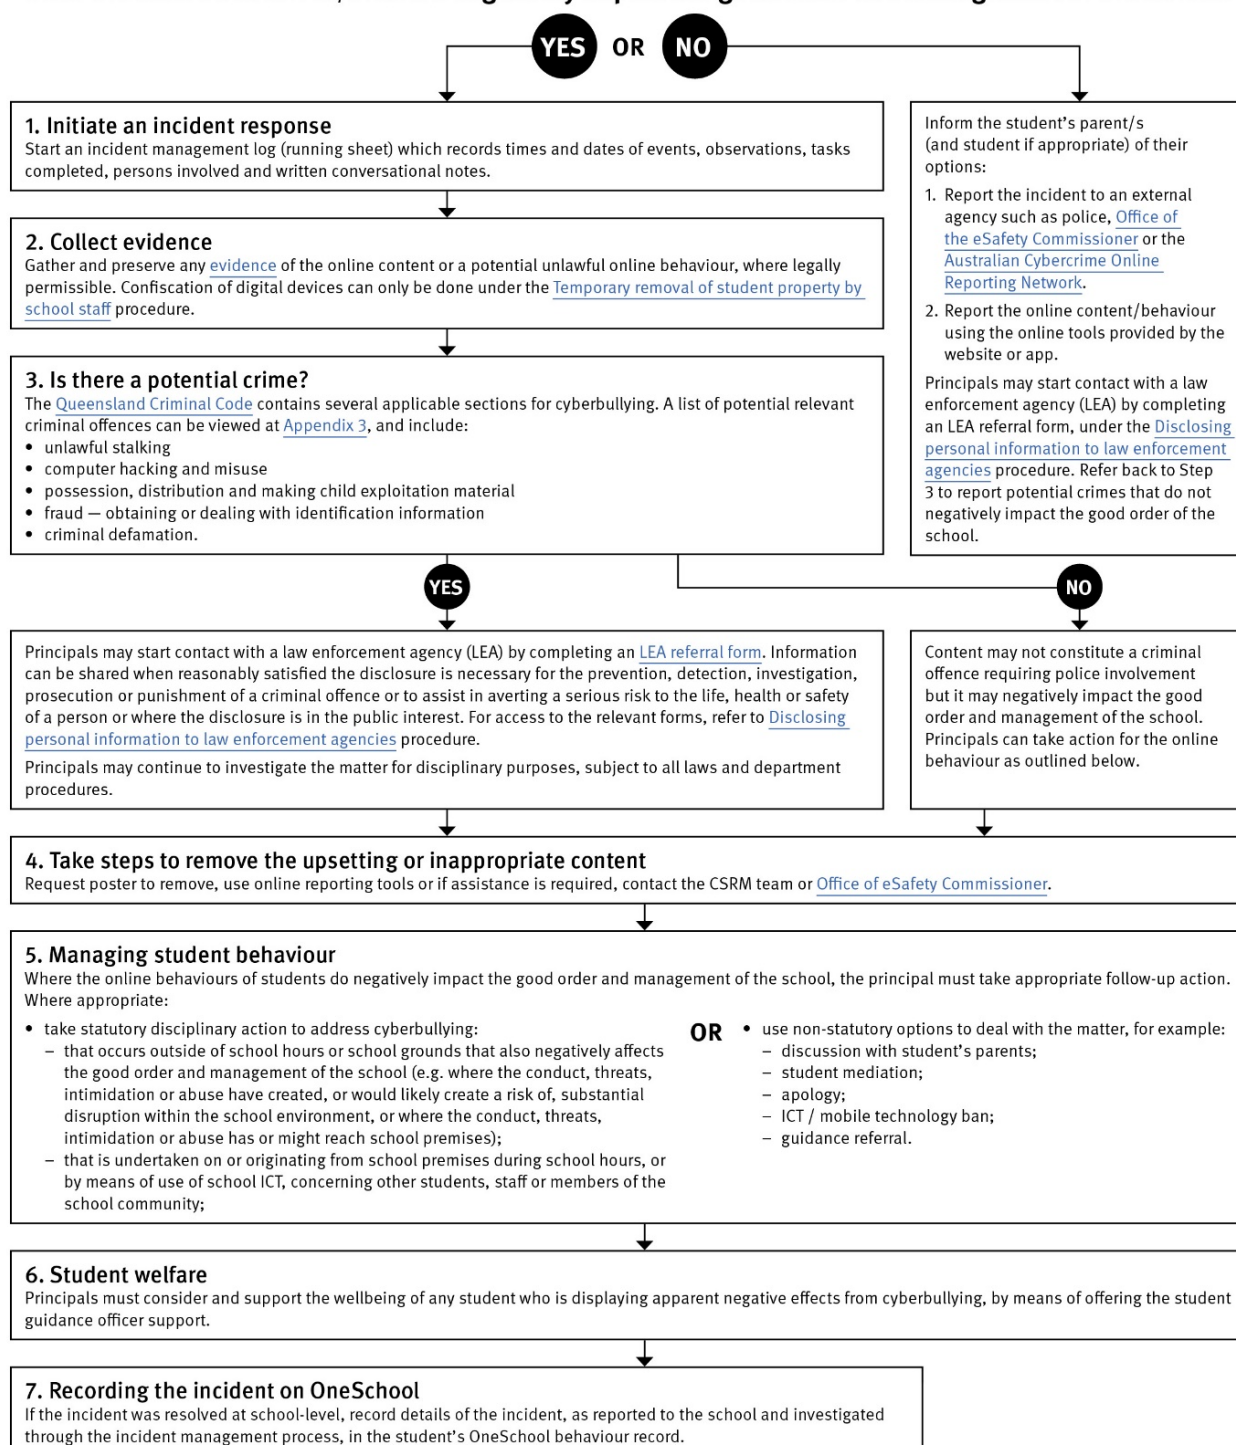 YES OR NO
1. Initiate an incident response
Start an incident management log (running sheet) which records times and dates of events, observations, tasks
completed, persons involved and written conversational notes.
2. Collect evidence
Gather and preserve any evidence of the online content or a potential unlawful online behaviour, where legally
permissible. Confiscation of digital devices can only be done under the Temporary removal of student property by
school staff procedure.
3. Is there a potential crime?
The Queensland Criminal Code contains several applicable sections for cyberbullying. A list of potential relevant
criminal offences can be viewed at Appendix 3, and include:
• unlawful stalking
• computer hacking and misuse
• possession, distribution and making child exploitation material
• fraud — obtaining or dealing with identification information
• criminal defamation.
Inform the student’s parent/s
(and student if appropriate) of their
options:
1. Report the incident to an external
agency such as police, Office of
the eSafety Commissioner or the
Australian Cybercrime Online
Reporting Network.
2. Report the online content/behaviour
using the online tools provided by the
website or app.
Principals may start contact with a law
enforcement agency (LEA) by completing
an LEA referral form, under the Disclosing
personal information to law enforcement
agencies procedure. Refer back to Step
3 to report potential crimes that do not
negatively impact the good order of the
school.
YES
NO
Principals may start contact with a law enforcement agency (LEA) by completing an LEA referral form. Information
can be shared when reasonably satisfied the disclosure is necessary for the prevention, detection, investigation,
prosecution or punishment of a criminal offence or to assist in averting a serious risk to the life, health or safety
of a person or where the disclosure is in the public interest. For access to the relevant forms, refer to Disclosing
personal information to law enforcement agencies procedure.
Principals may continue to investigate the matter for disciplinary purposes, subject to all laws and department
procedures.
Content may not constitute a criminal
offence requiring police involvement
but it may negatively impact the good
order and management of the school.
Principals can take action for the online
behaviour as outlined below.
4. Take steps to remove the upsetting or inappropriate content
Request poster to remove, use online reporting tools or if assistance is required, contact the CSRM team or Office of eSafety Commissioner.
5. Managing student behaviour
Where the online behaviours of students do negatively impact the good order and management of the school, the principal must take appropriate follow-up action.
Where appropriate:
• take statutory disciplinary action to address cyberbullying:
– that occurs outside of school hours or school grounds that also negatively affects
the good order and management of the school (e.g. where the conduct, threats,
intimidation or abuse have created, or would likely create a risk of, substantial
disruption within the school environment, or where the conduct, threats,
intimidation or abuse has or might reach school premises);
– that is undertaken on or originating from school premises during school hours, or
by means of use of school ICT, concerning other students, staff or members of the
school community;
OR
• use non-statutory options to deal with the matter, for example:
– discussion with student’s parents;
– student mediation;
– apology;
– ICT / mobile technology ban;
– guidance referral.
6. Student welfare
Principals must consider and support the wellbeing of any student who is displaying apparent negative effects from cyberbullying, by means of offering the student
guidance officer support.
7. Recording the incident on OneSchool
If the incident was resolved at school-level, record details of the incident, as reported to the school and investigated
through the incident management process, in the student’s OneSchool behaviour record.